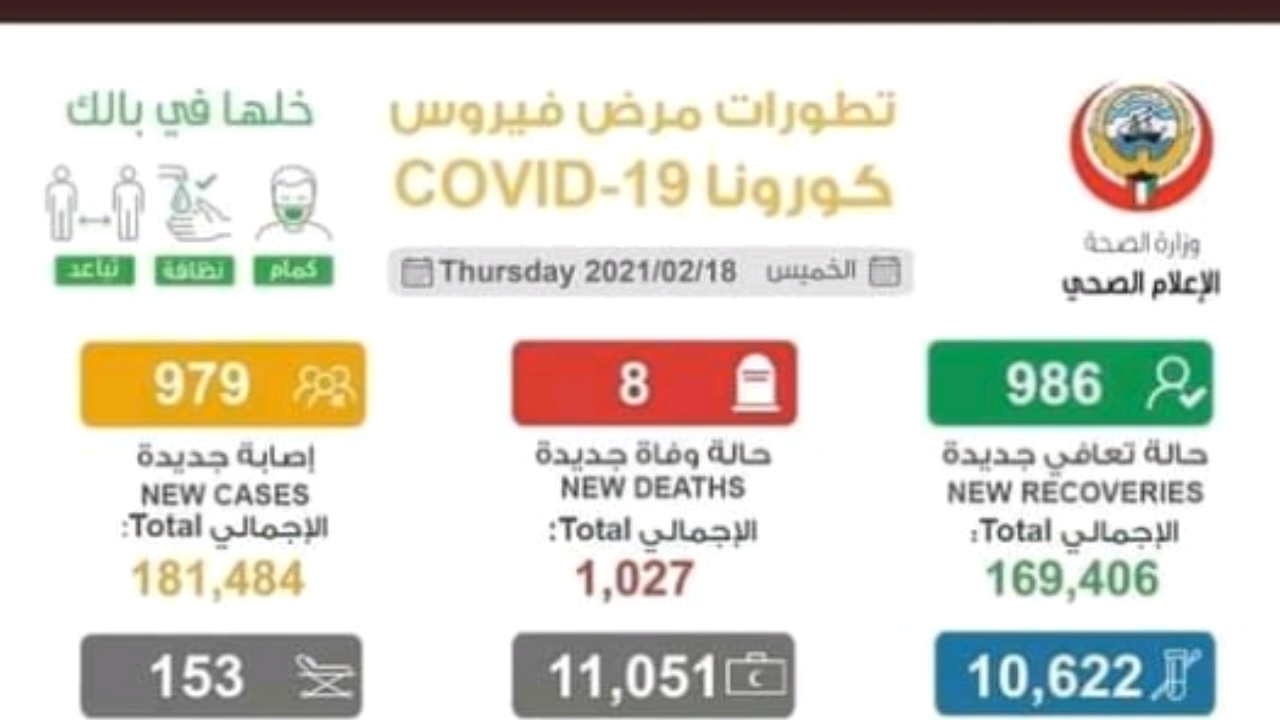 تطورات مرض فيروس
كورونا COVID-19
الخميس Thursday 2021/02/18
وزارة الصحة
الإعلام الصحي
خلها في بالك
كمام
نظافة
تباعد
986
حالة تعافي جديدة
NEW RECOVERIES
الإجمالي Total:
169,406
8
حالة وفاة جديدة
NEW DEATHS
الإجمالي Total:
1,027
979
إصابة جديدة
NEW CASES
الإجمالي Total:
181,484
10,622
11,051
153